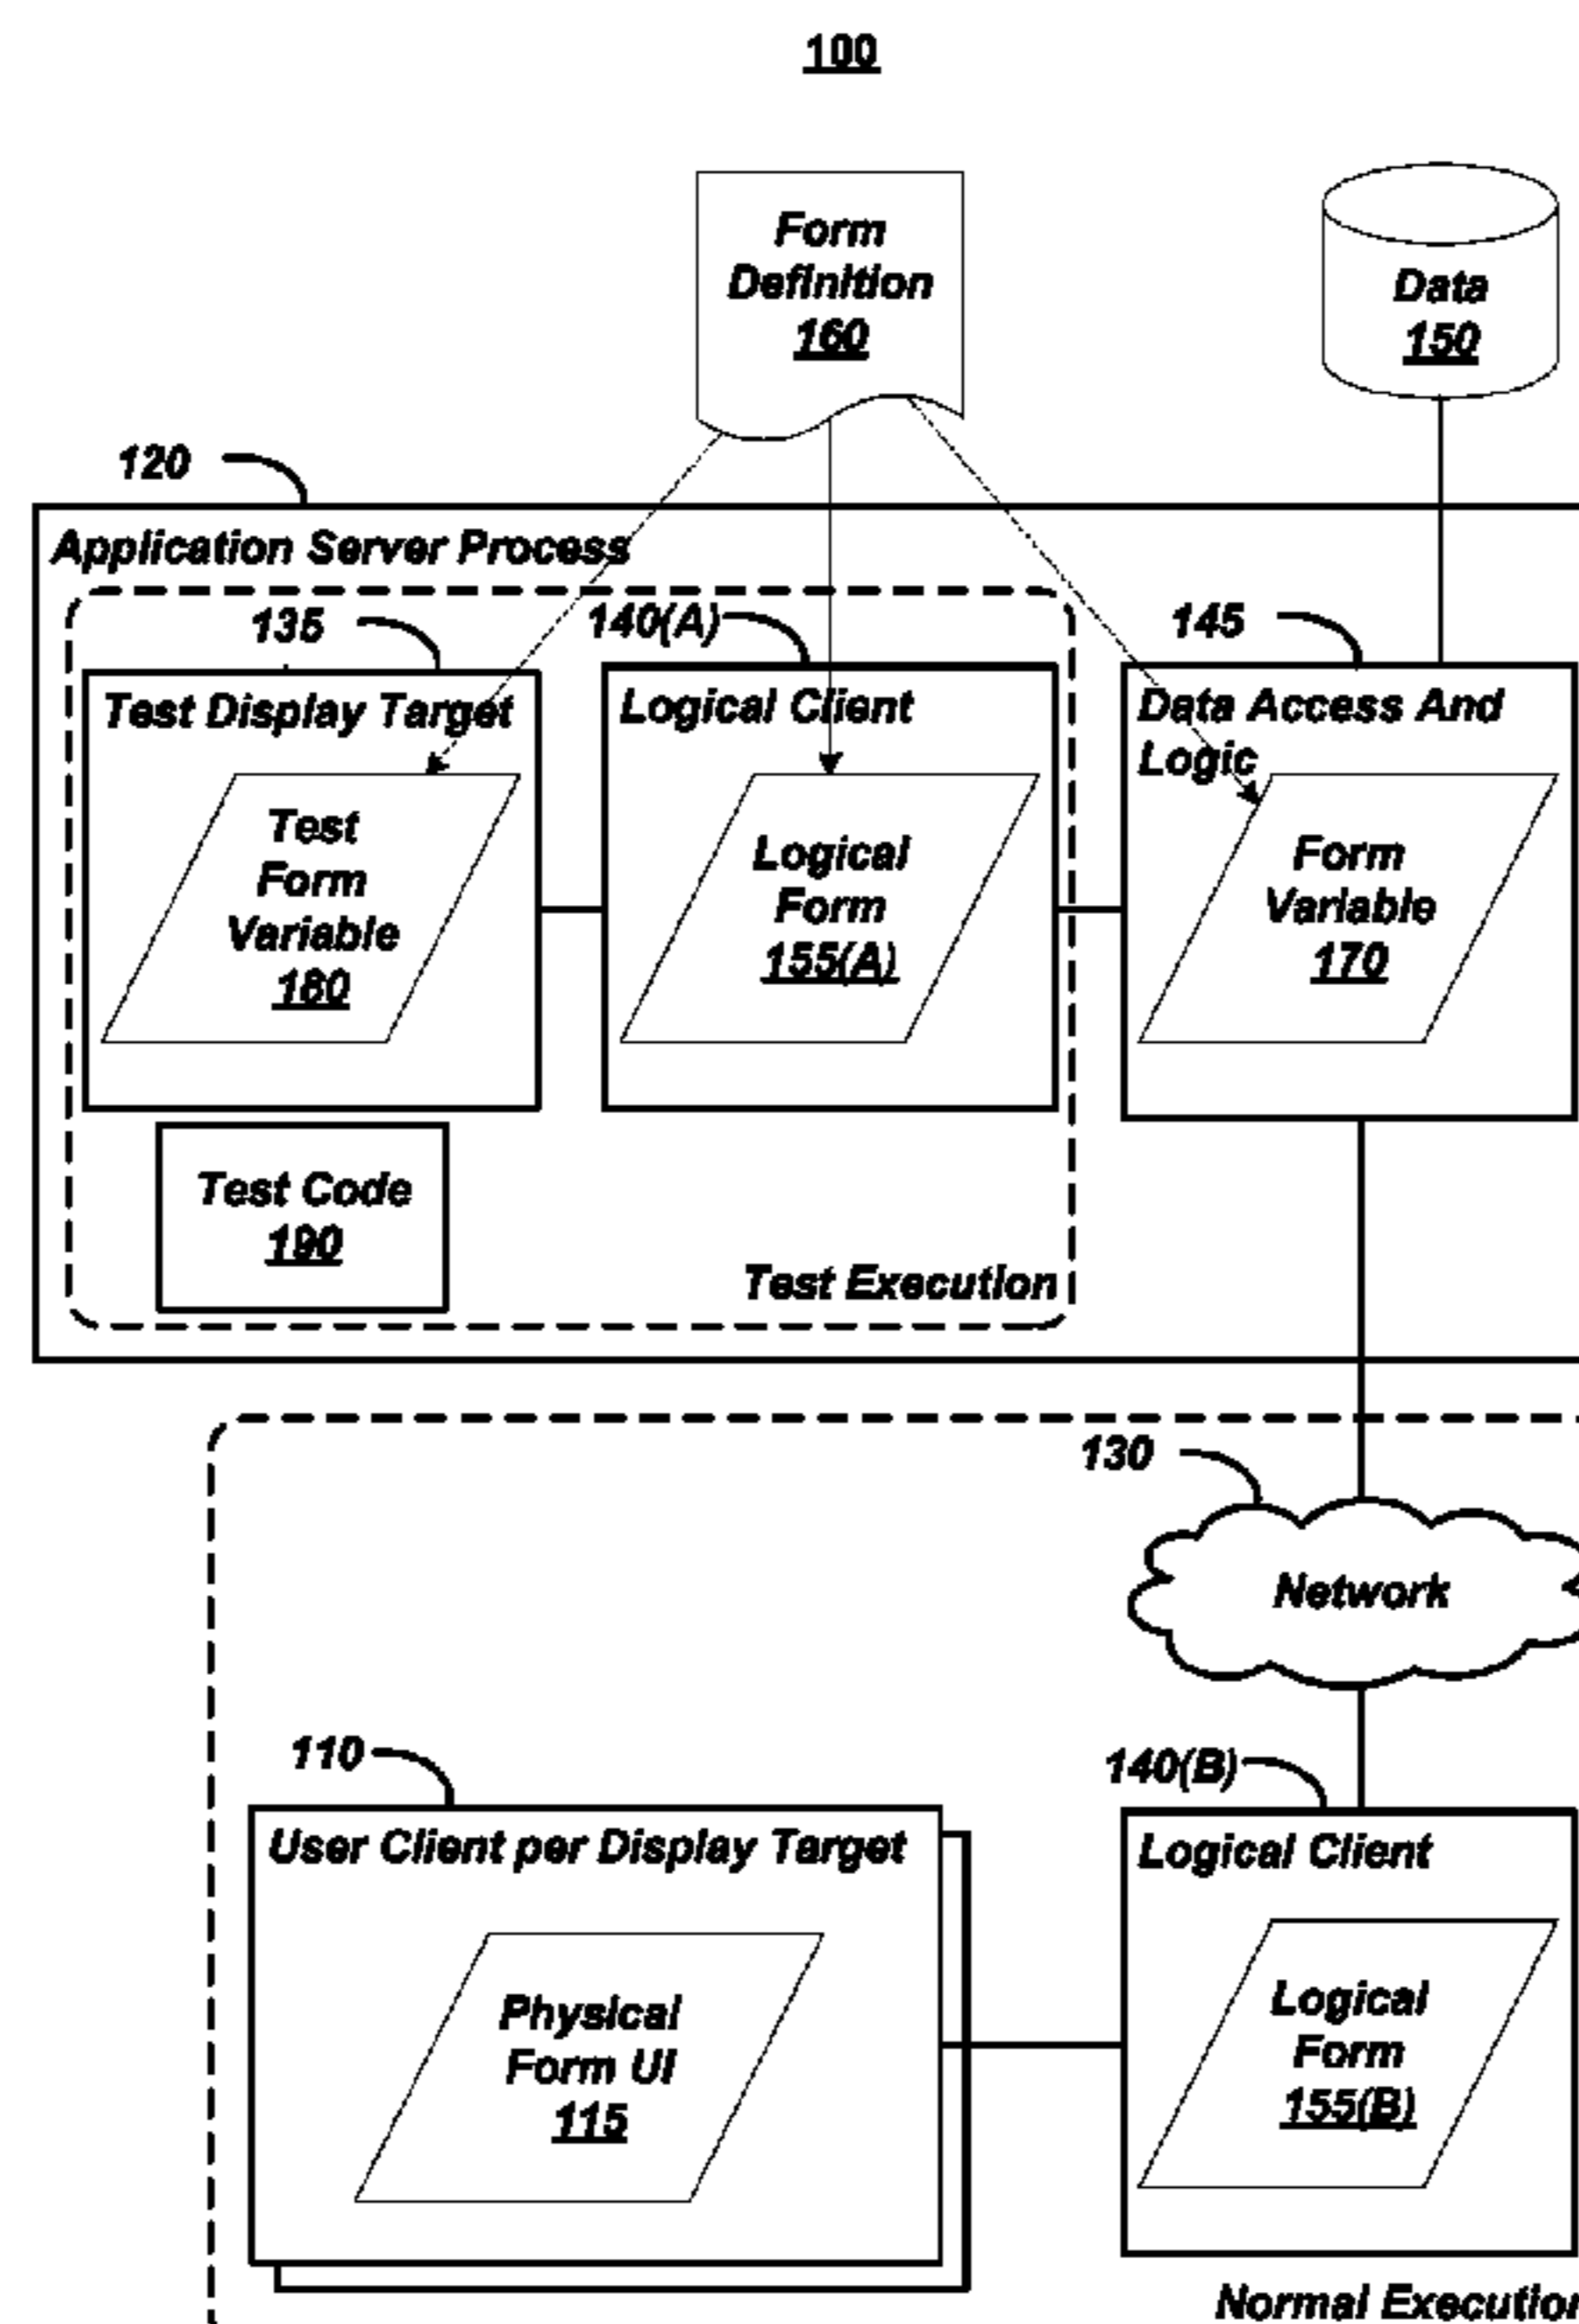 100
Form
Definition
160
Data
150
120
Application Server Process
135
140(A)
145
Test Display Target
Logical Client
Data Access And
Logic
Test
Form
Variable
180
Logical
Form
155(A)
Form
Variable
170
Test Code
190
Test Execution
130
Network
110
140(B)
User Client per Display Target
Logical Client
Physical
Form UI
115
Logical
Form
155(B)
Normal Execution